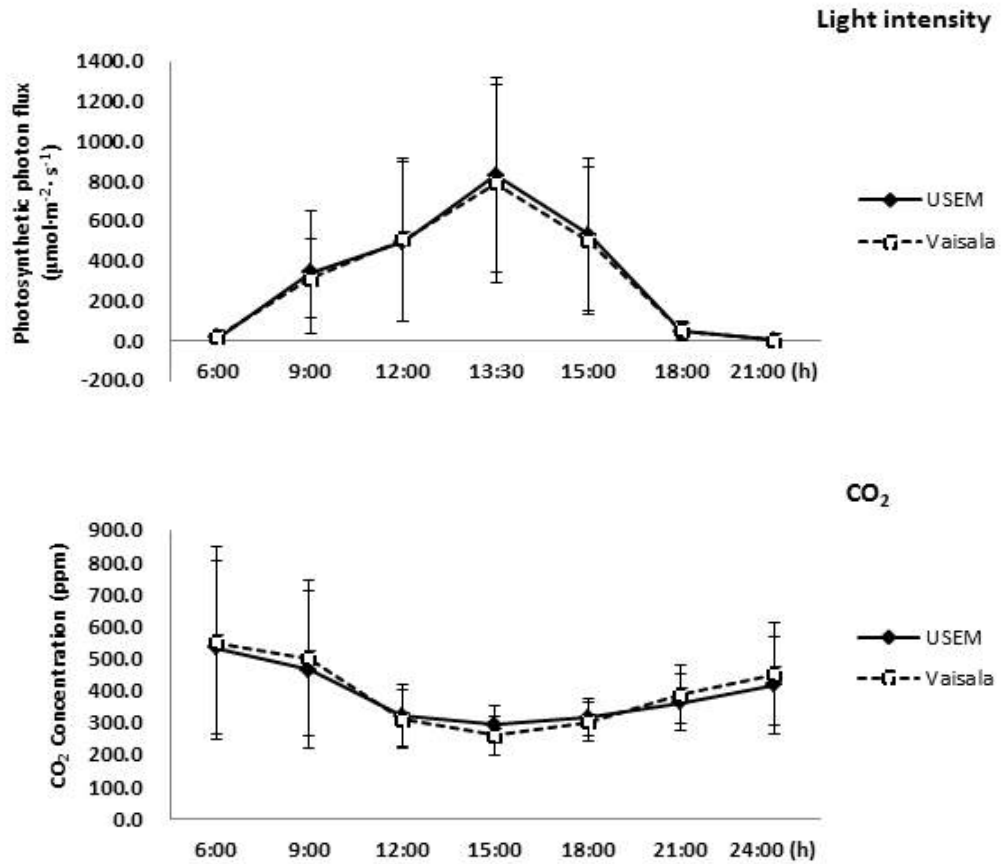 Light intensity
Photosynthetic photon flux
(μmol·m⁻²· s⁻¹)
1400.0
1200.0
1000.0
800.0
600.0
400.0
200.0
0.0
-200.0
6:00 9:00 12:00 13:30 15:00 18:00 21:00 (h)
USEM
Vaisala
CO₂
CO₂ Concentration (ppm)
900.0
800.0
700.0
600.0
500.0
400.0
300.0
200.0
100.0
0.0
6:00 9:00 12:00 15:00 18:00 21:00 24:00 (h)
USEM
Vaisala